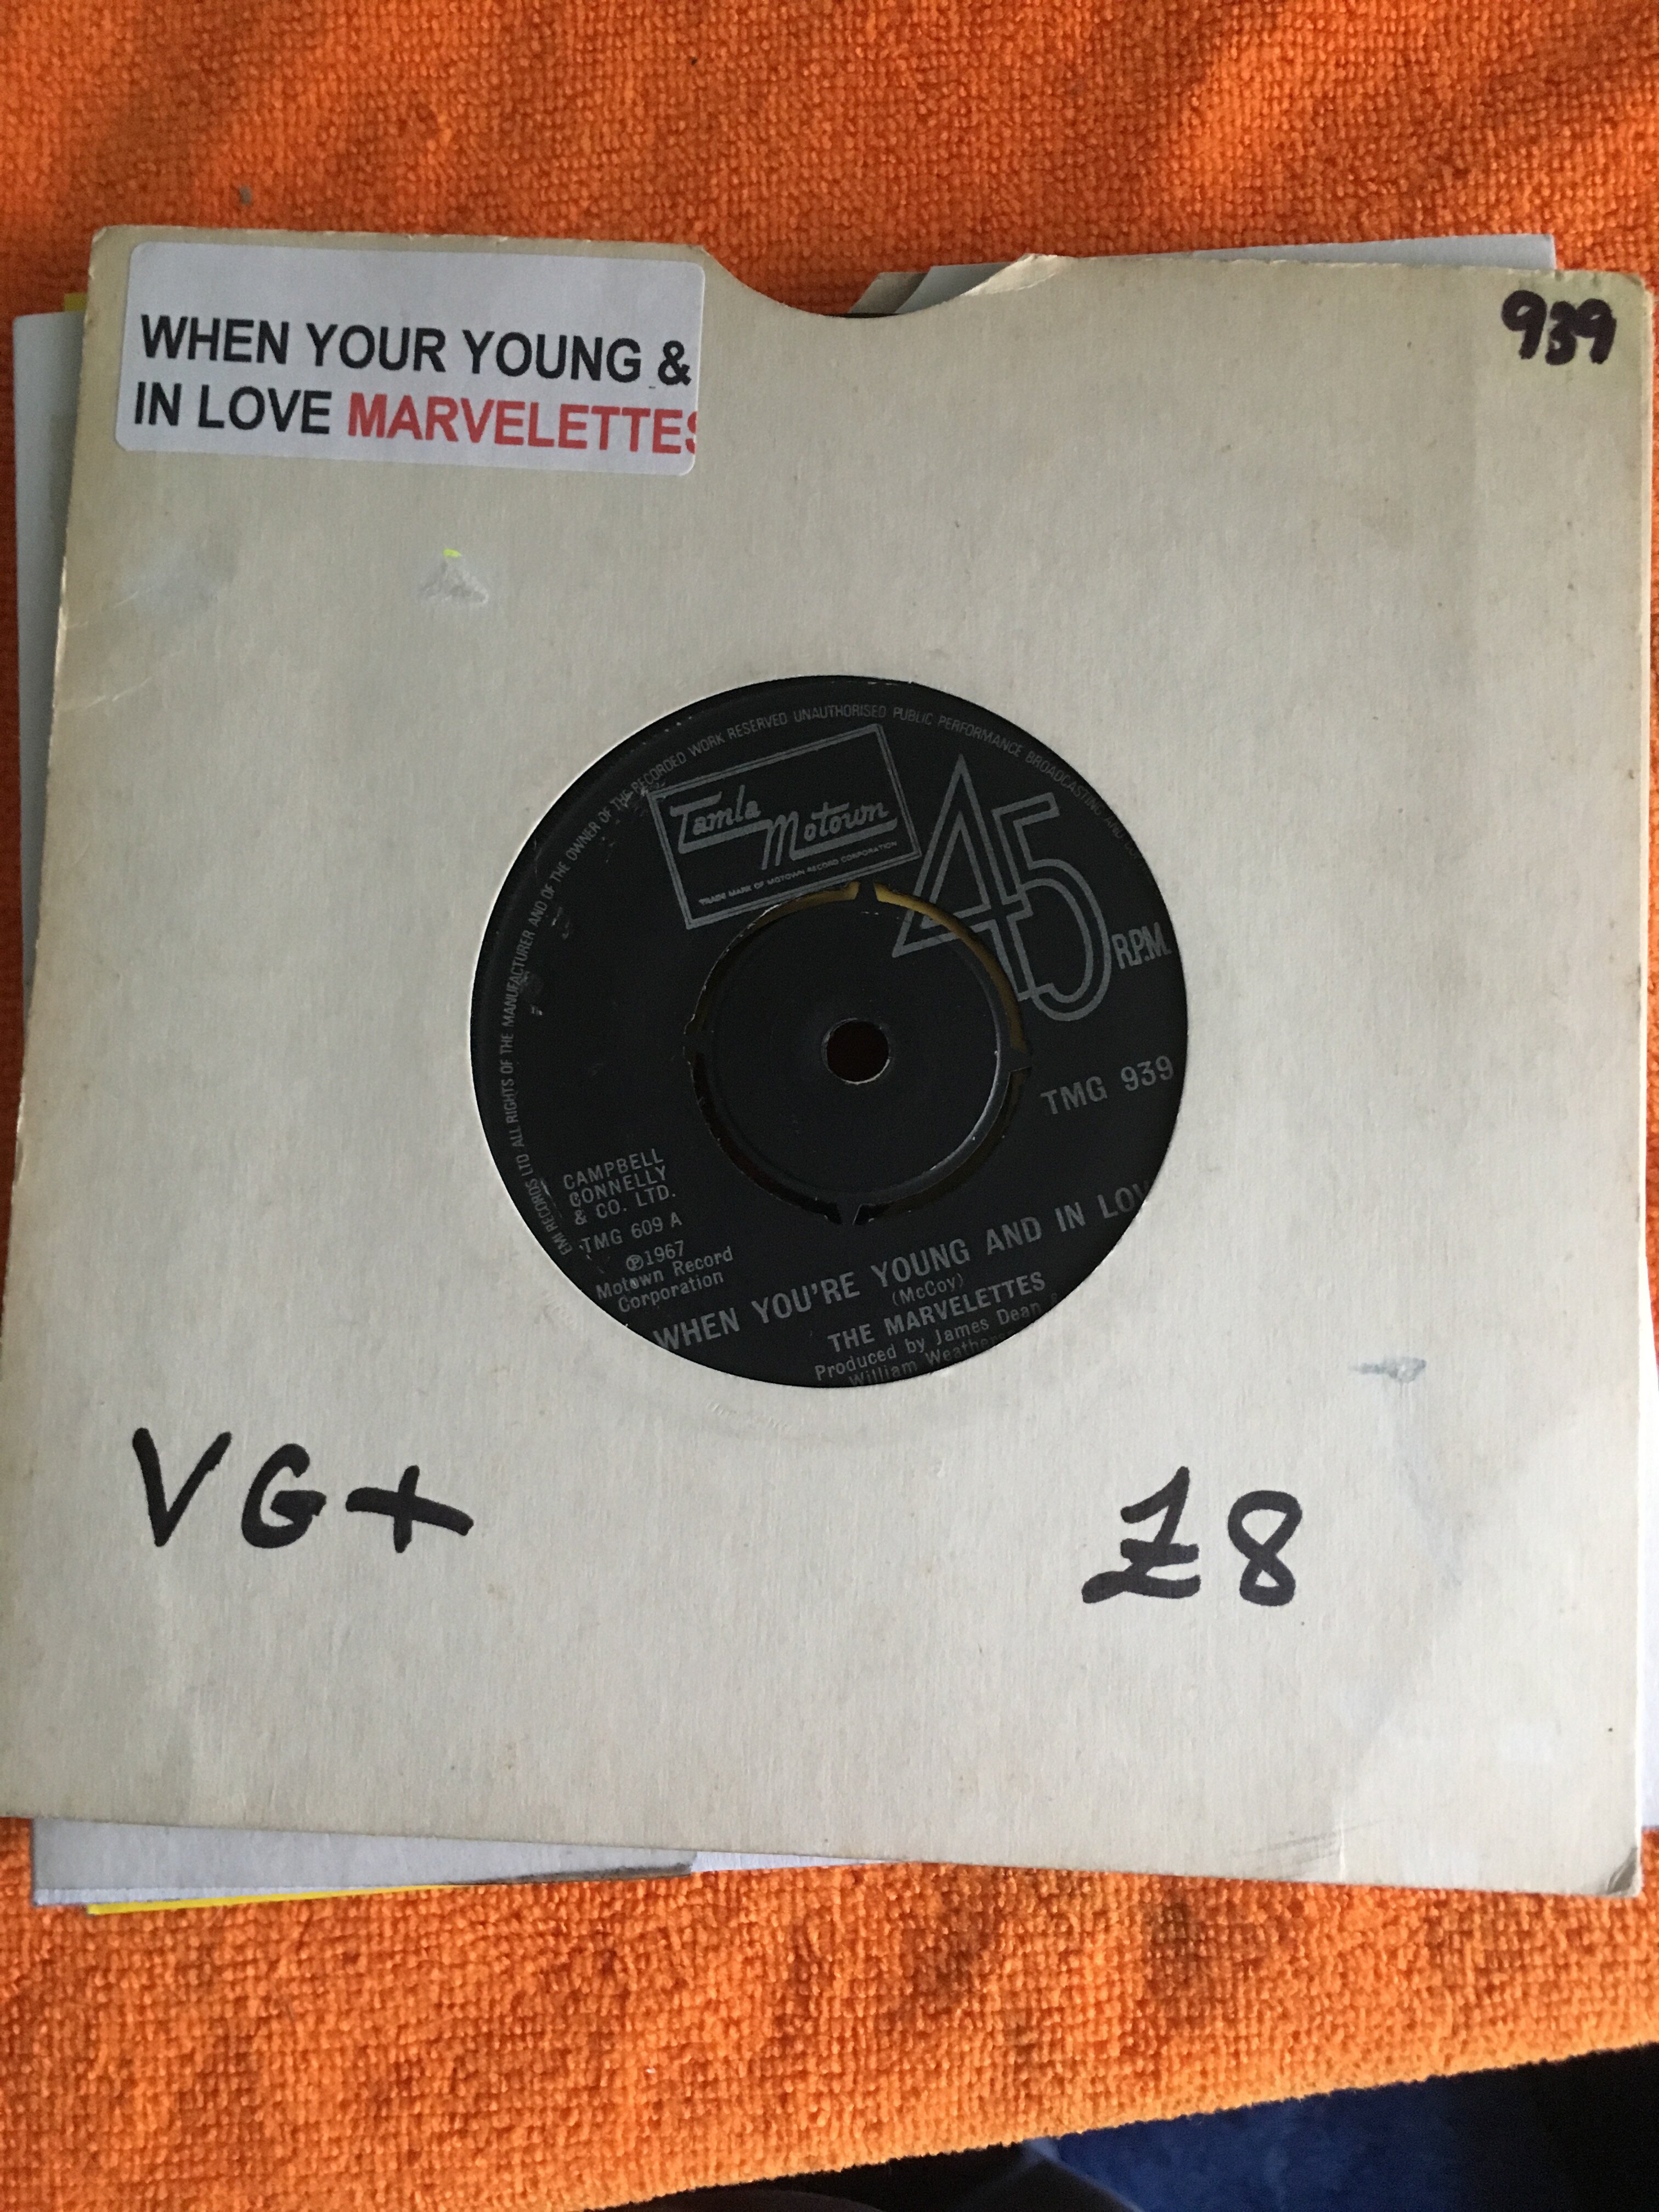 WHEN YOUR YOUNG &
IN LOVE MARVELETTES
939
EMI RECORDS LTD ALL RIGHTS OF THE MANUFACTURER AND OF THE OWNER OF THE RECORDED WORK RESERVED UNAUTHORISED PUBLIC PERFORMANCE BROADCASTING AND
Tamla Motown
TRADE MARK OF MOTOWN RECORD CORPORATION
45 R.P.M.
TMG 939
CAMPBELL
CONNELLY
& CO. LTD.
TMG 609 A
℗1967
Motown Record
Corporation
WHEN YOU'RE YOUNG AND IN LOV
(McCoy)
THE MARVELETTES
Produced by James Dean
William Weather
VG+
£8